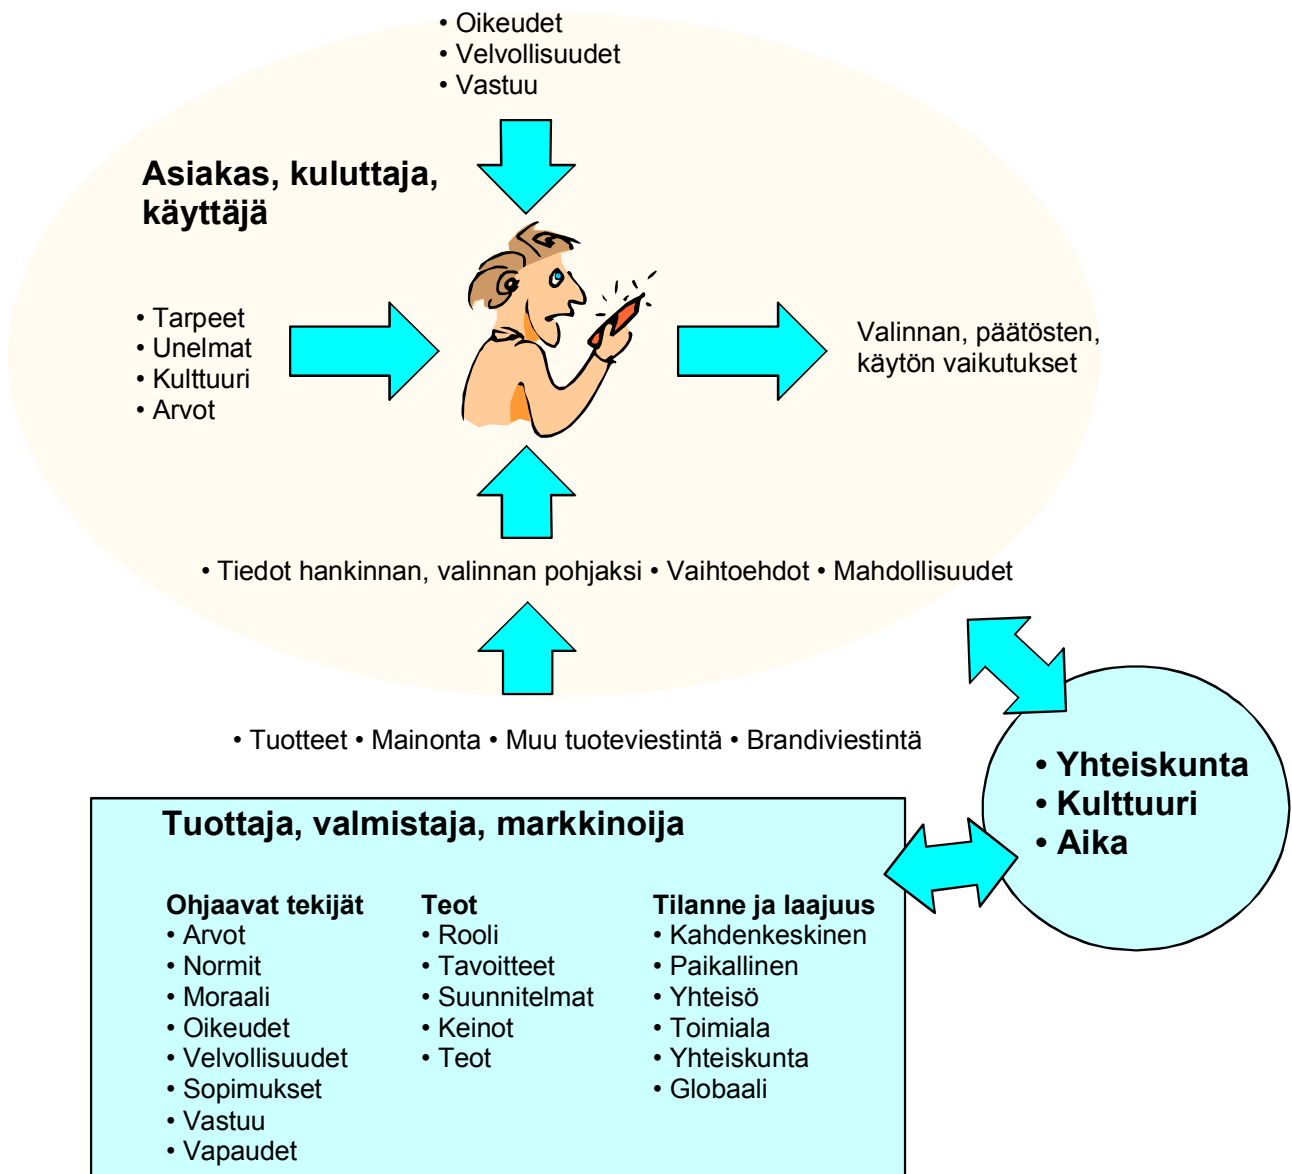 • Oikeudet
• Velvollisuudet
• Vastuu
Asiakas, kuluttaja,
käyttäjä
• Tarpeet
• Unelmat
• Kulttuuri
• Arvot
Valinnan, päätösten,
käytön vaikutukset
• Tiedot hankinnan, valinnan pohjaksi • Vaihtoehdot • Mahdollisuudet
• Tuotteet • Mainonta • Muu tuoteviestintä • Brandiviestintä
• Yhteiskunta
• Kulttuuri
• Aika
Tuottaja, valmistaja, markkinoija
Ohjaavat tekijät
• Arvot
• Normit
• Moraali
• Oikeudet
• Velvollisuudet
• Sopimukset
• Vastuu
• Vapaudet
Teot
• Rooli
• Tavoitteet
• Suunnitelmat
• Keinot
• Teot
Tilanne ja laajuus
• Kahdenkeskinen
• Paikallinen
• Yhteisö
• Toimiala
• Yhteiskunta
• Globaali